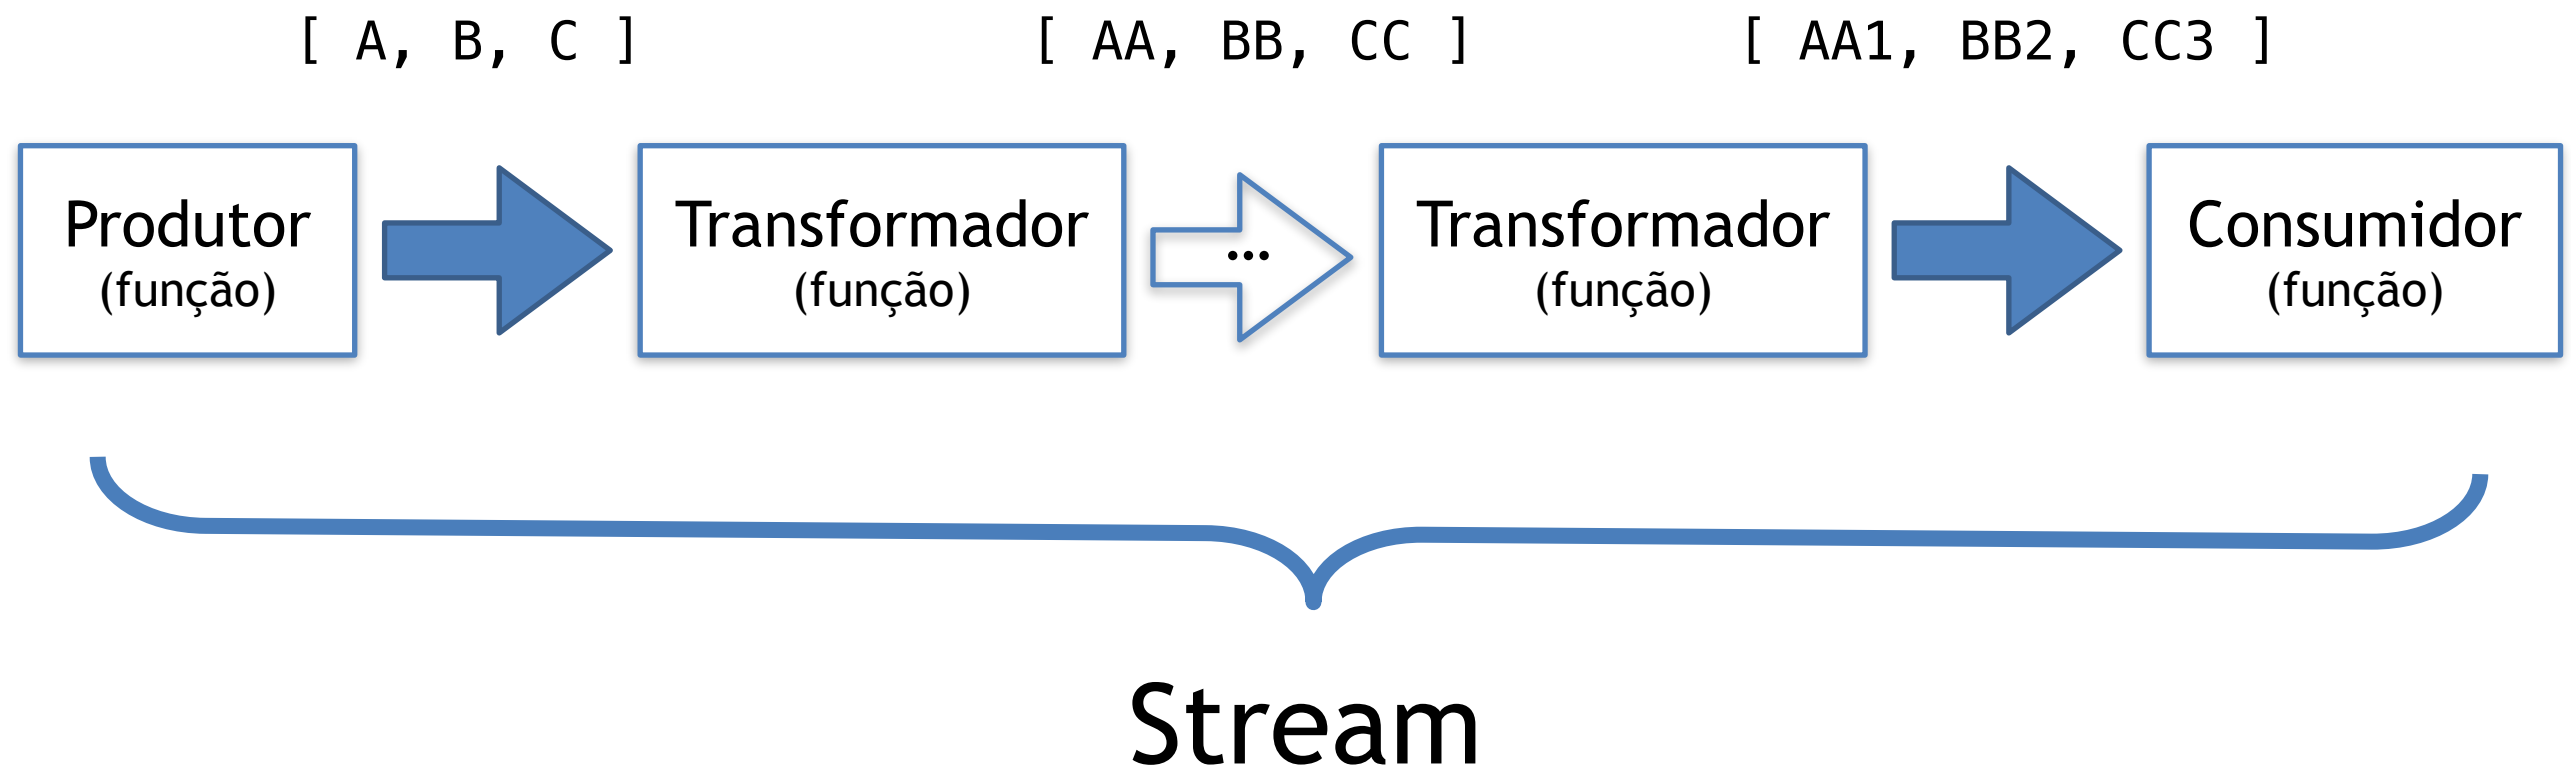 [ A, B, C ]
[ AA, BB, CC ]
[ AA1, BB2, CC3 ]
Produtor
(função)
Transformador
(função)
...
Transformador
(função)
Consumidor
(função)
Stream